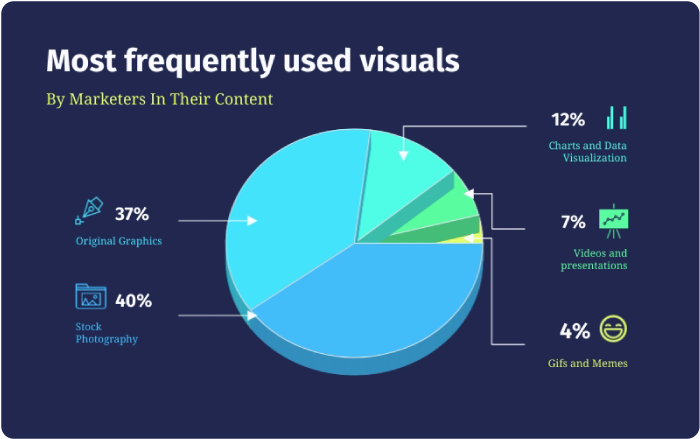 Most frequently used visuals
By Marketers In Their Content
12%
Charts and Data
Visualization
37%
Original Graphics
7%
Videos and
presentations
40%
Stock
Photography
4%
Gifs and Memes